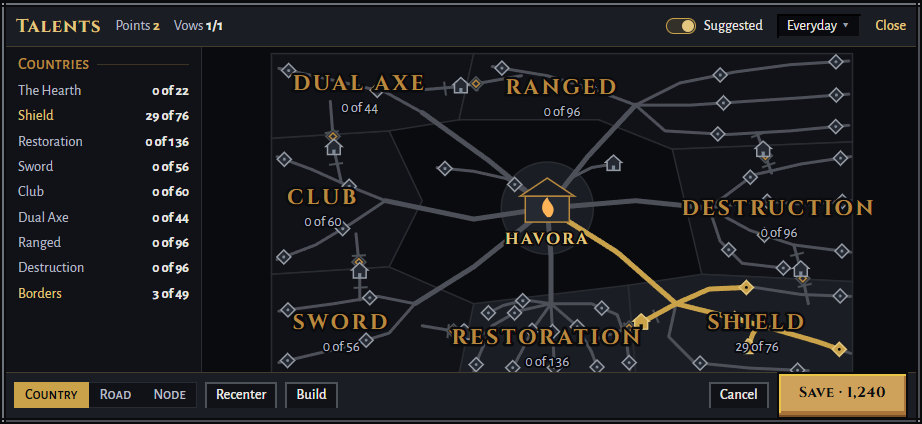 Talents Points 2 Vows 1/1 Suggested Everyday Close
Countries
The Hearth 0 of 22
Shield 29 of 76
Restoration 0 of 136
Sword 0 of 56
Club 0 of 60
Dual Axe 0 of 44
Ranged 0 of 96
Destruction 0 of 96
Borders 3 of 49
DUAL AXE
0 of 44
RANGED
0 of 96
CLUB
0 of 60
HAVORA
DESTRUCTION
0 of 96
SWORD
0 of 56
RESTORATION
0 of 136
SHIELD
29 of 76
Country Road Node Recenter Build Cancel Save · 1,240